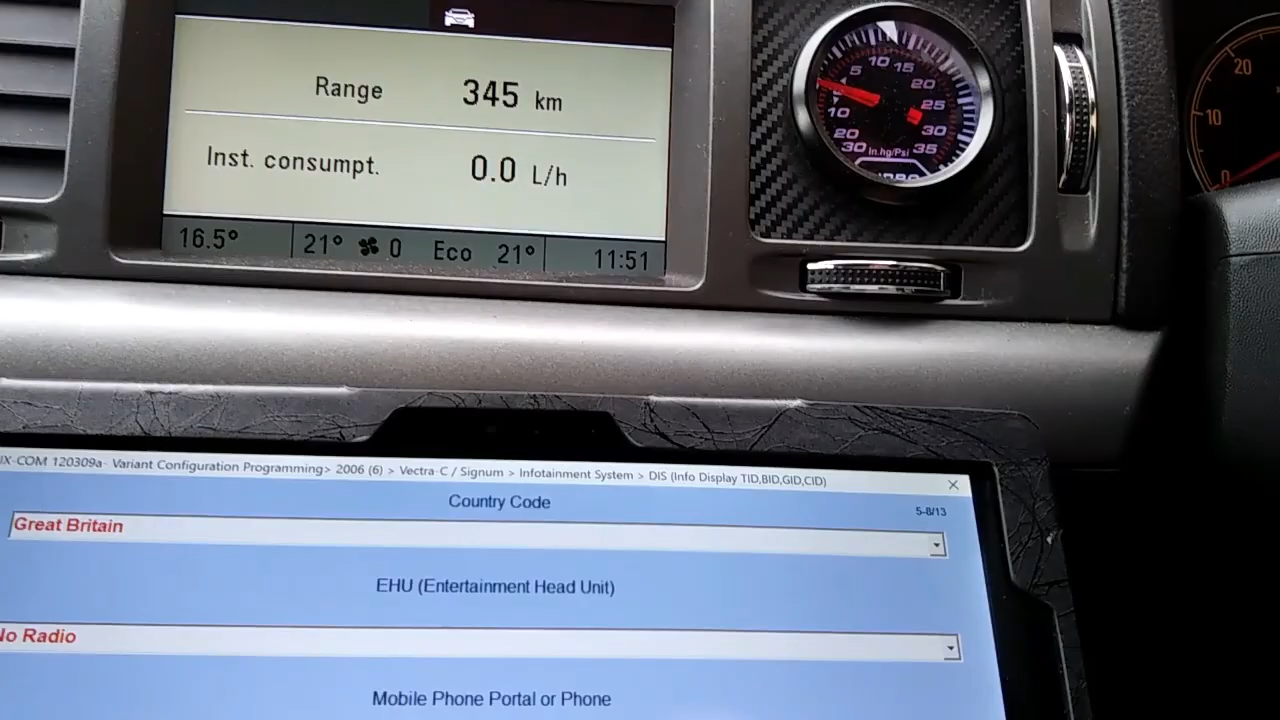 Range 345 km
Inst. consumpt. 0.0 L/h
16.5° 21° 0 Eco 21° 11:51
5 10 15 20 25 30 35
10 20 30 in.hg/Psi
20
10
0
IX-COM 120309a- Variant Configuration Programming> 2006 (6) > Vectra-C / Signum > Infotainment System > DIS (Info Display TID,BID,GID,CID)
Country Code
5-8/13
Great Britain
EHU (Entertainment Head Unit)
No Radio
Mobile Phone Portal or Phone